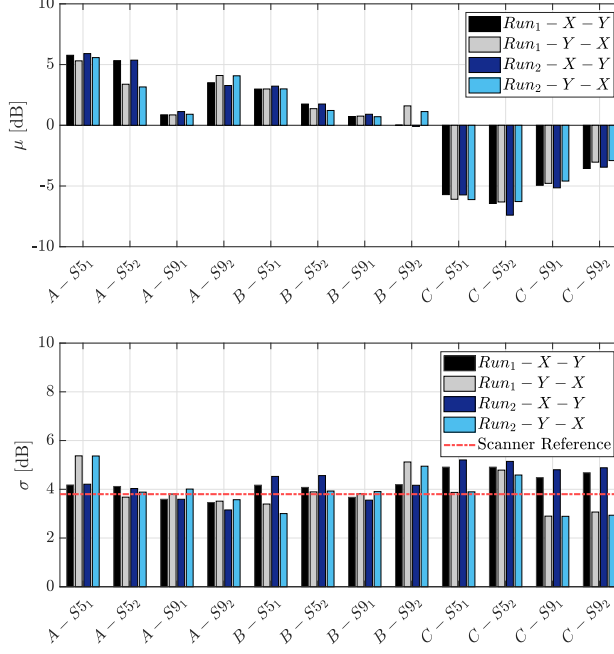 10
5
0
-5
-10
μ [dB]
Run₁ − X − Y
Run₁ − Y − X
Run₂ − X − Y
Run₂ − Y − X
A − S5₁
A − S5₂
A − S9₁
A − S9₂
B − S5₁
B − S5₂
B − S9₁
B − S9₂
C − S5₁
C − S5₂
C − S9₁
C − S9₂
10
8
6
4
2
0
σ [dB]
Run₁ − X − Y
Run₁ − Y − X
Run₂ − X − Y
Run₂ − Y − X
Scanner Reference
A − S5₁
A − S5₂
A − S9₁
A − S9₂
B − S5₁
B − S5₂
B − S9₁
B − S9₂
C − S5₁
C − S5₂
C − S9₁
C − S9₂